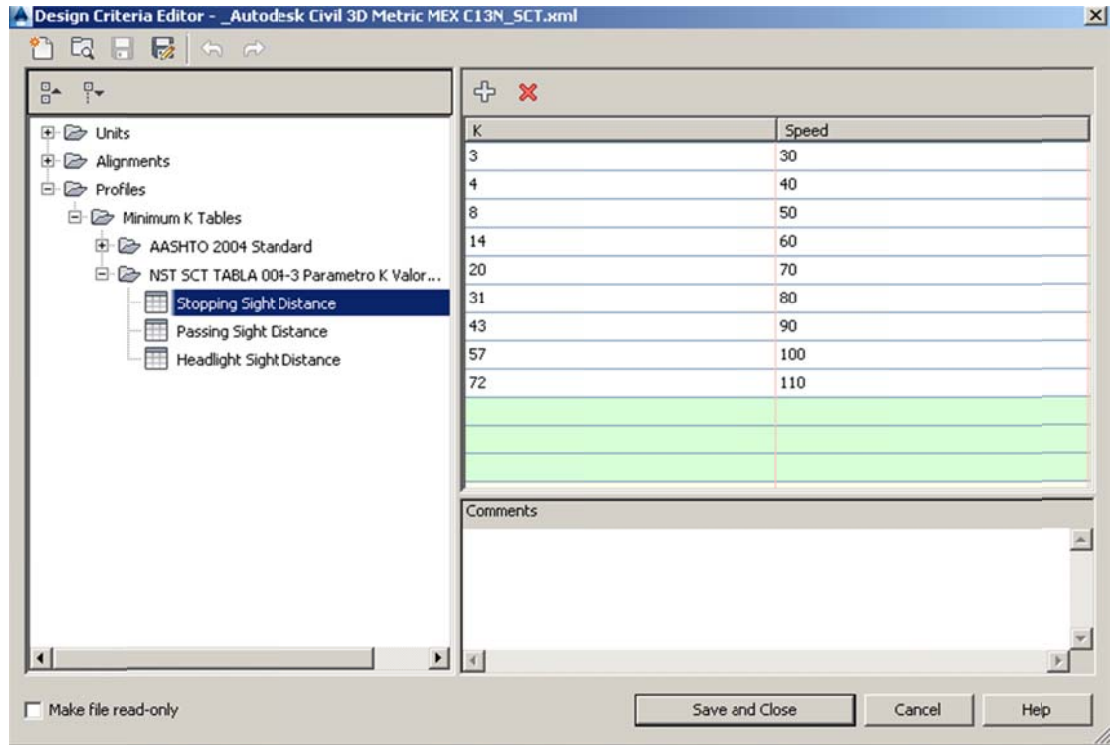 Design Criteria Editor - _Autodesk Civil 3D Metric MEX C13N_SCT.xml
Units
Alignments
Profiles
Minimum K Tables
AASHTO 2004 Standard
NST SCT TABLA 004-3 Parametro K Valor...
Stopping Sight Distance
Passing Sight Distance
Headlight Sight Distance
K Speed
3 30
4 40
8 50
14 60
20 70
31 80
43 90
57 100
72 110
Comments
Make file read-only
Save and Close Cancel Help